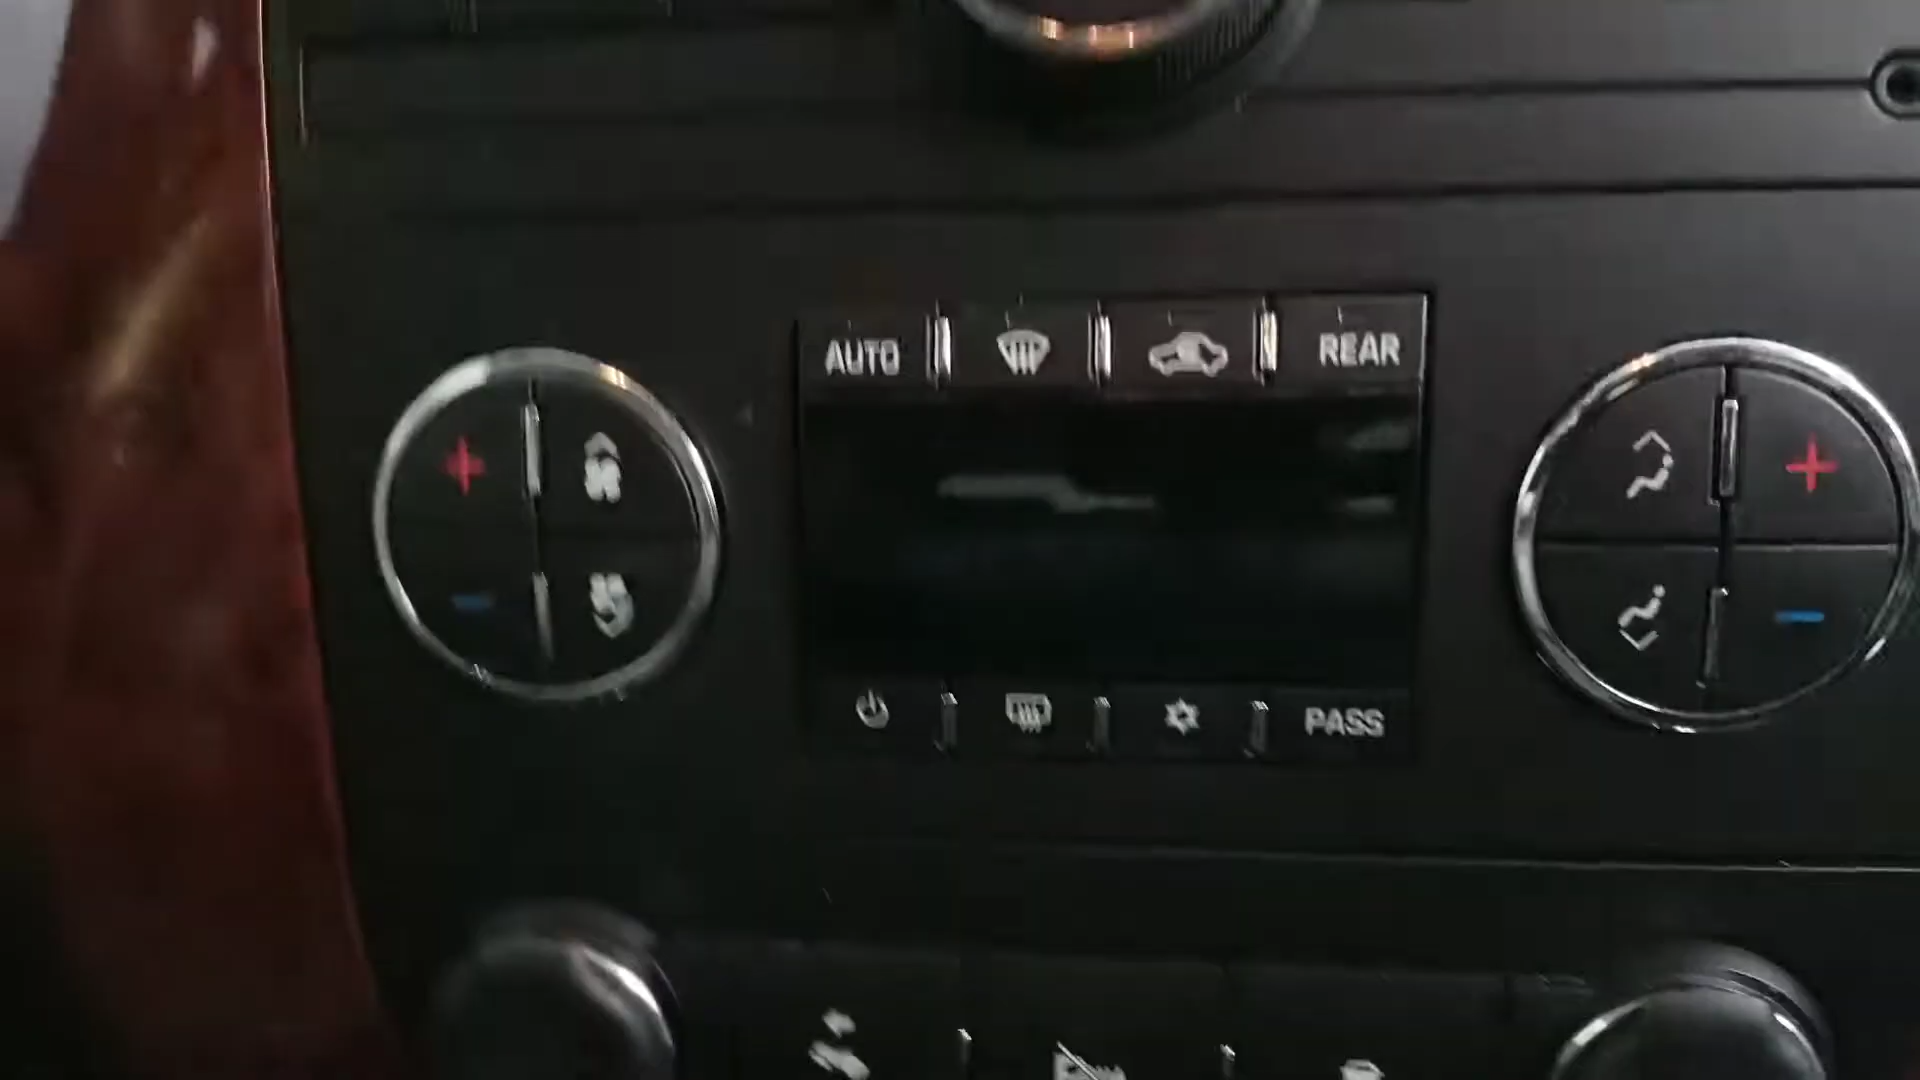 AUTO REAR
+ +
- -
PASS